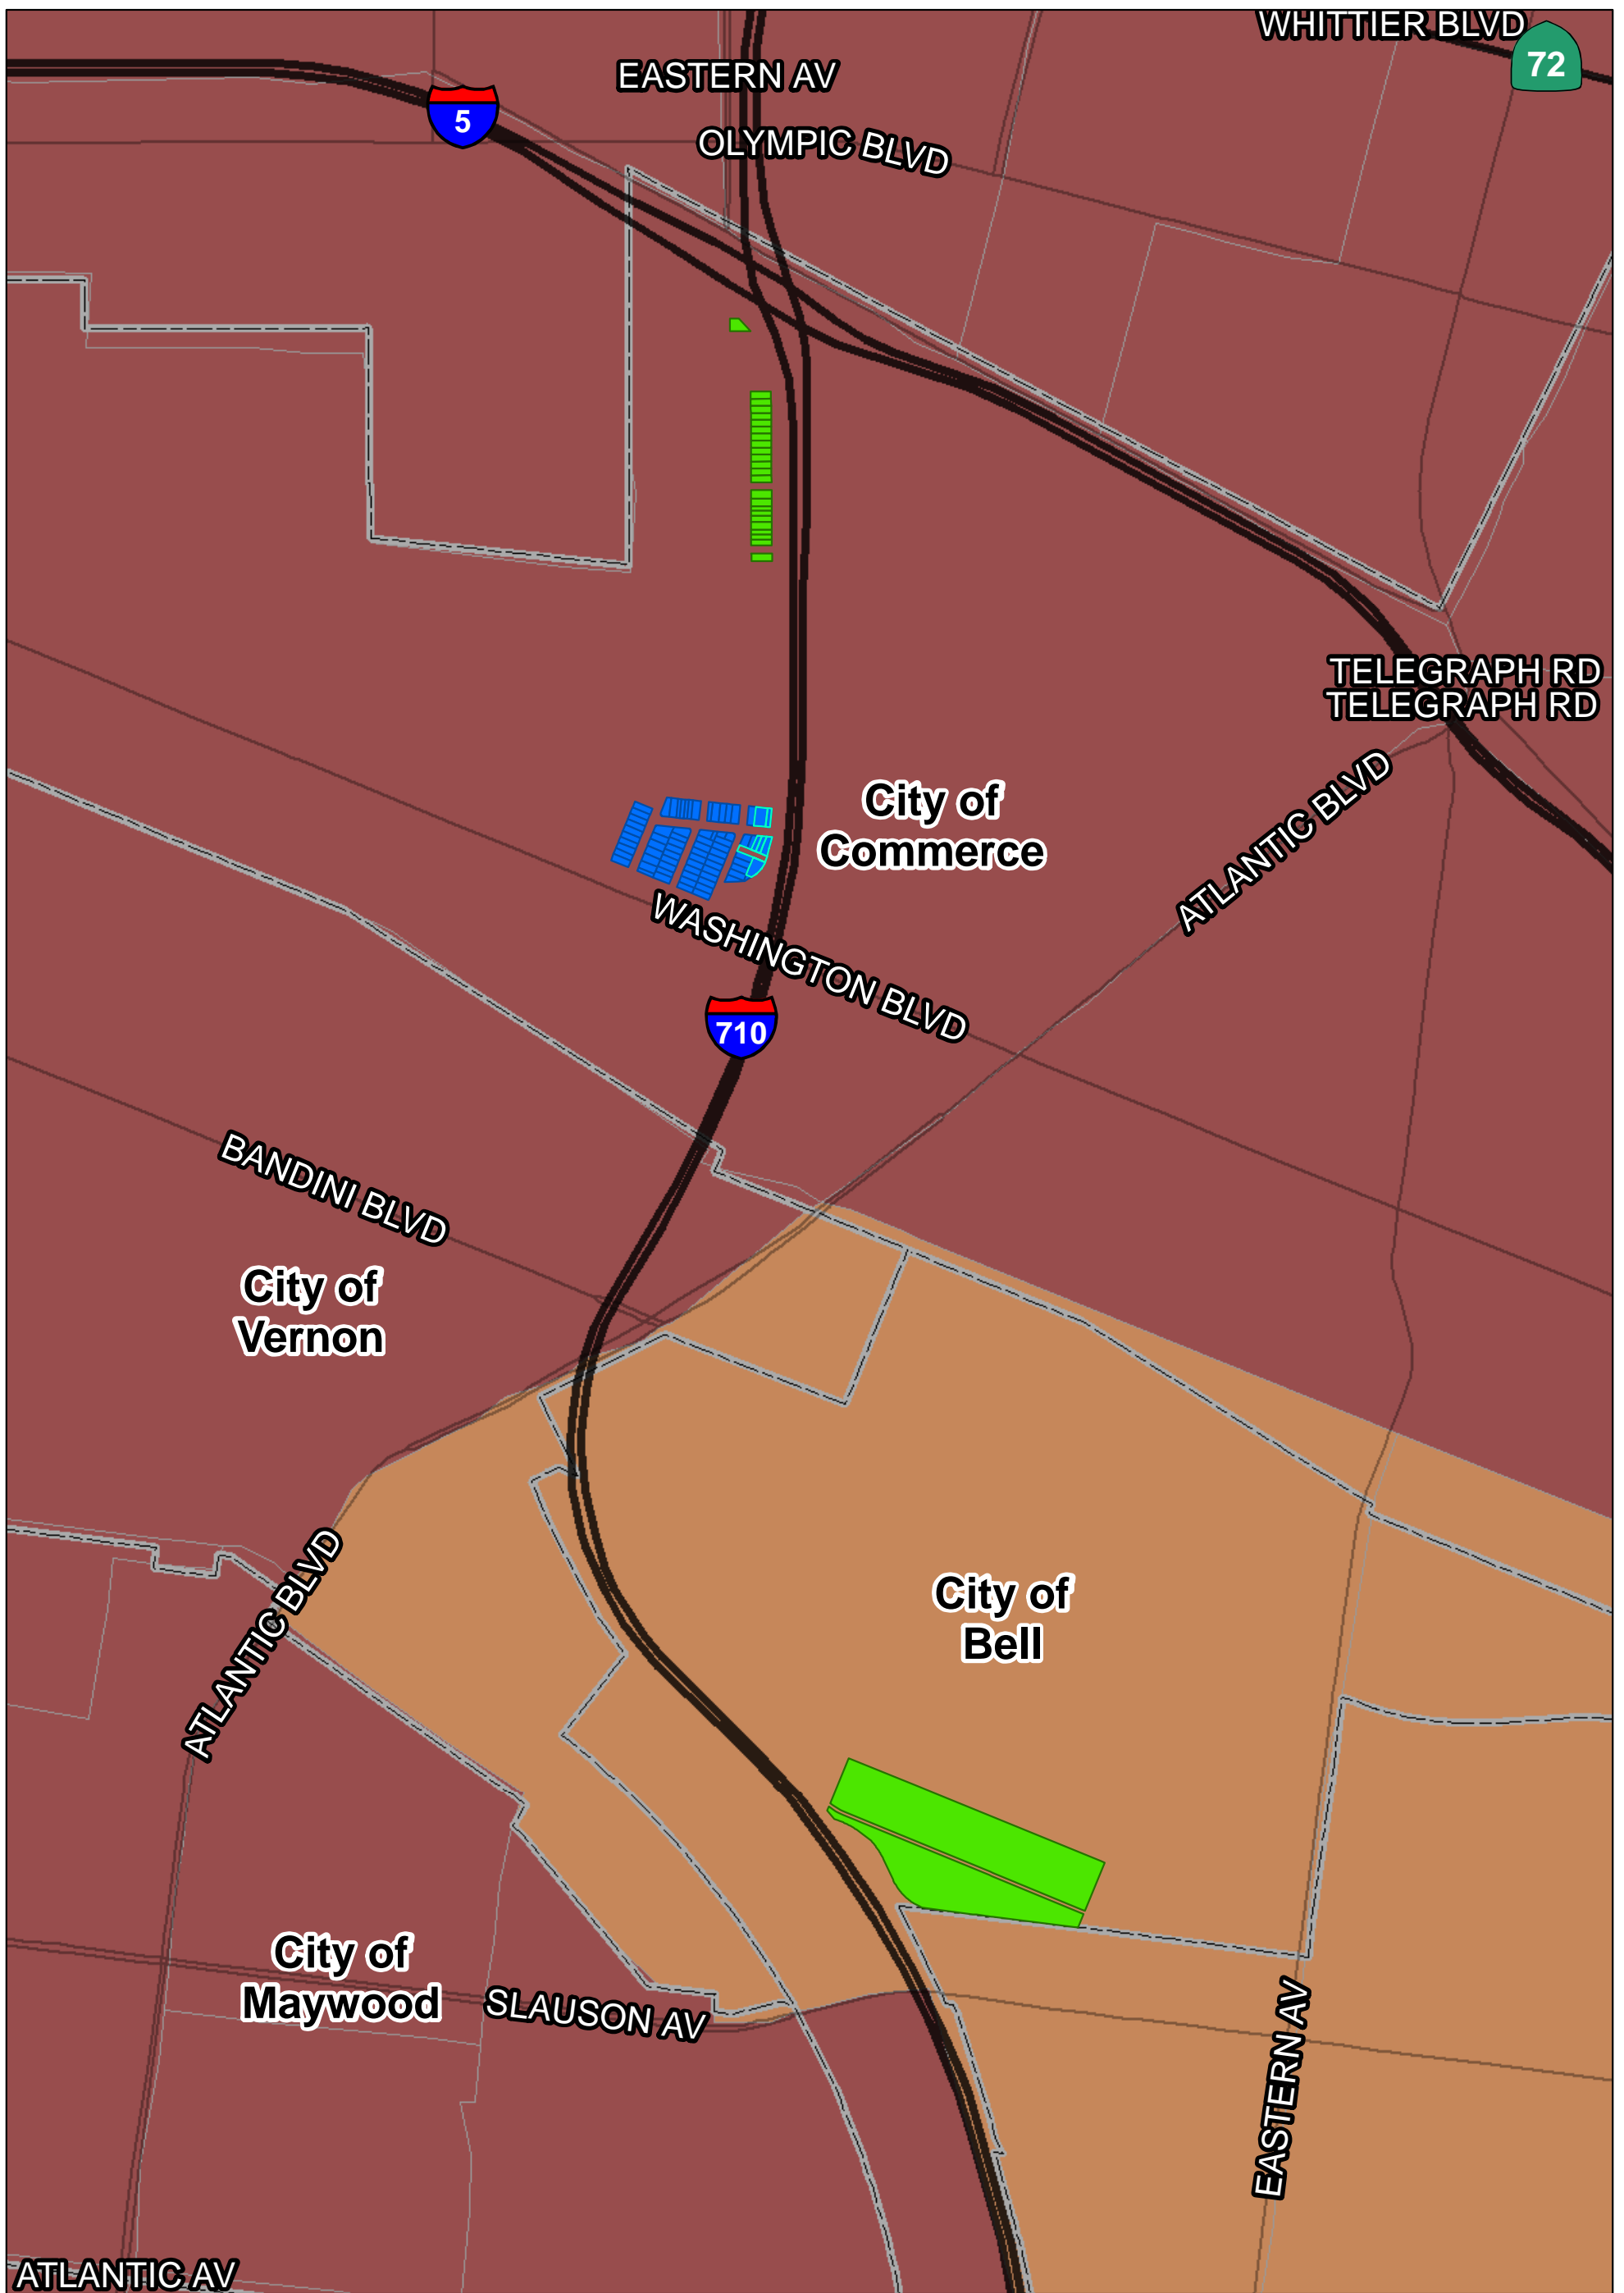 WHITTIER BLVD
72
EASTERN AV
5
OLYMPIC BLVD
TELEGRAPH RD
TELEGRAPH RD
ATLANTIC BLVD
City of
Commerce
WASHINGTON BLVD
710
BANDINI BLVD
City of
Vernon
ATLANTIC BLVD
City of
Bell
City of
Maywood
SLAUSON AV
EASTERN AV
ATLANTIC AV